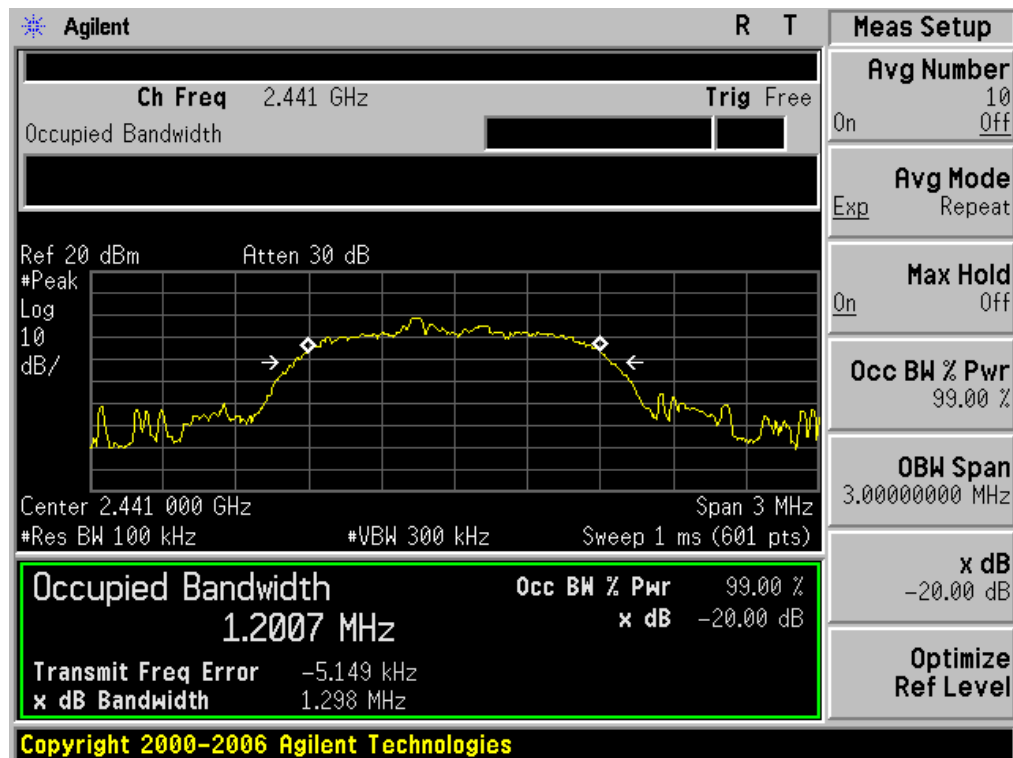 Agilent R T
Ch Freq 2.441 GHz Trig Free
Occupied Bandwidth
Ref 20 dBm Atten 30 dB
#Peak
Log
10
dB/
Center 2.441 000 GHz Span 3 MHz
#Res BW 100 kHz #VBW 300 kHz Sweep 1 ms (601 pts)
Occupied Bandwidth Occ BW % Pwr 99.00 %
1.2007 MHz x dB -20.00 dB
Transmit Freq Error -5.149 kHz
x dB Bandwidth 1.298 MHz
Copyright 2000-2006 Agilent Technologies
Meas Setup
Avg Number
10
On Off
Avg Mode
Exp Repeat
Max Hold
On Off
Occ BW % Pwr
99.00 %
OBW Span
3.00000000 MHz
x dB
-20.00 dB
Optimize
Ref Level